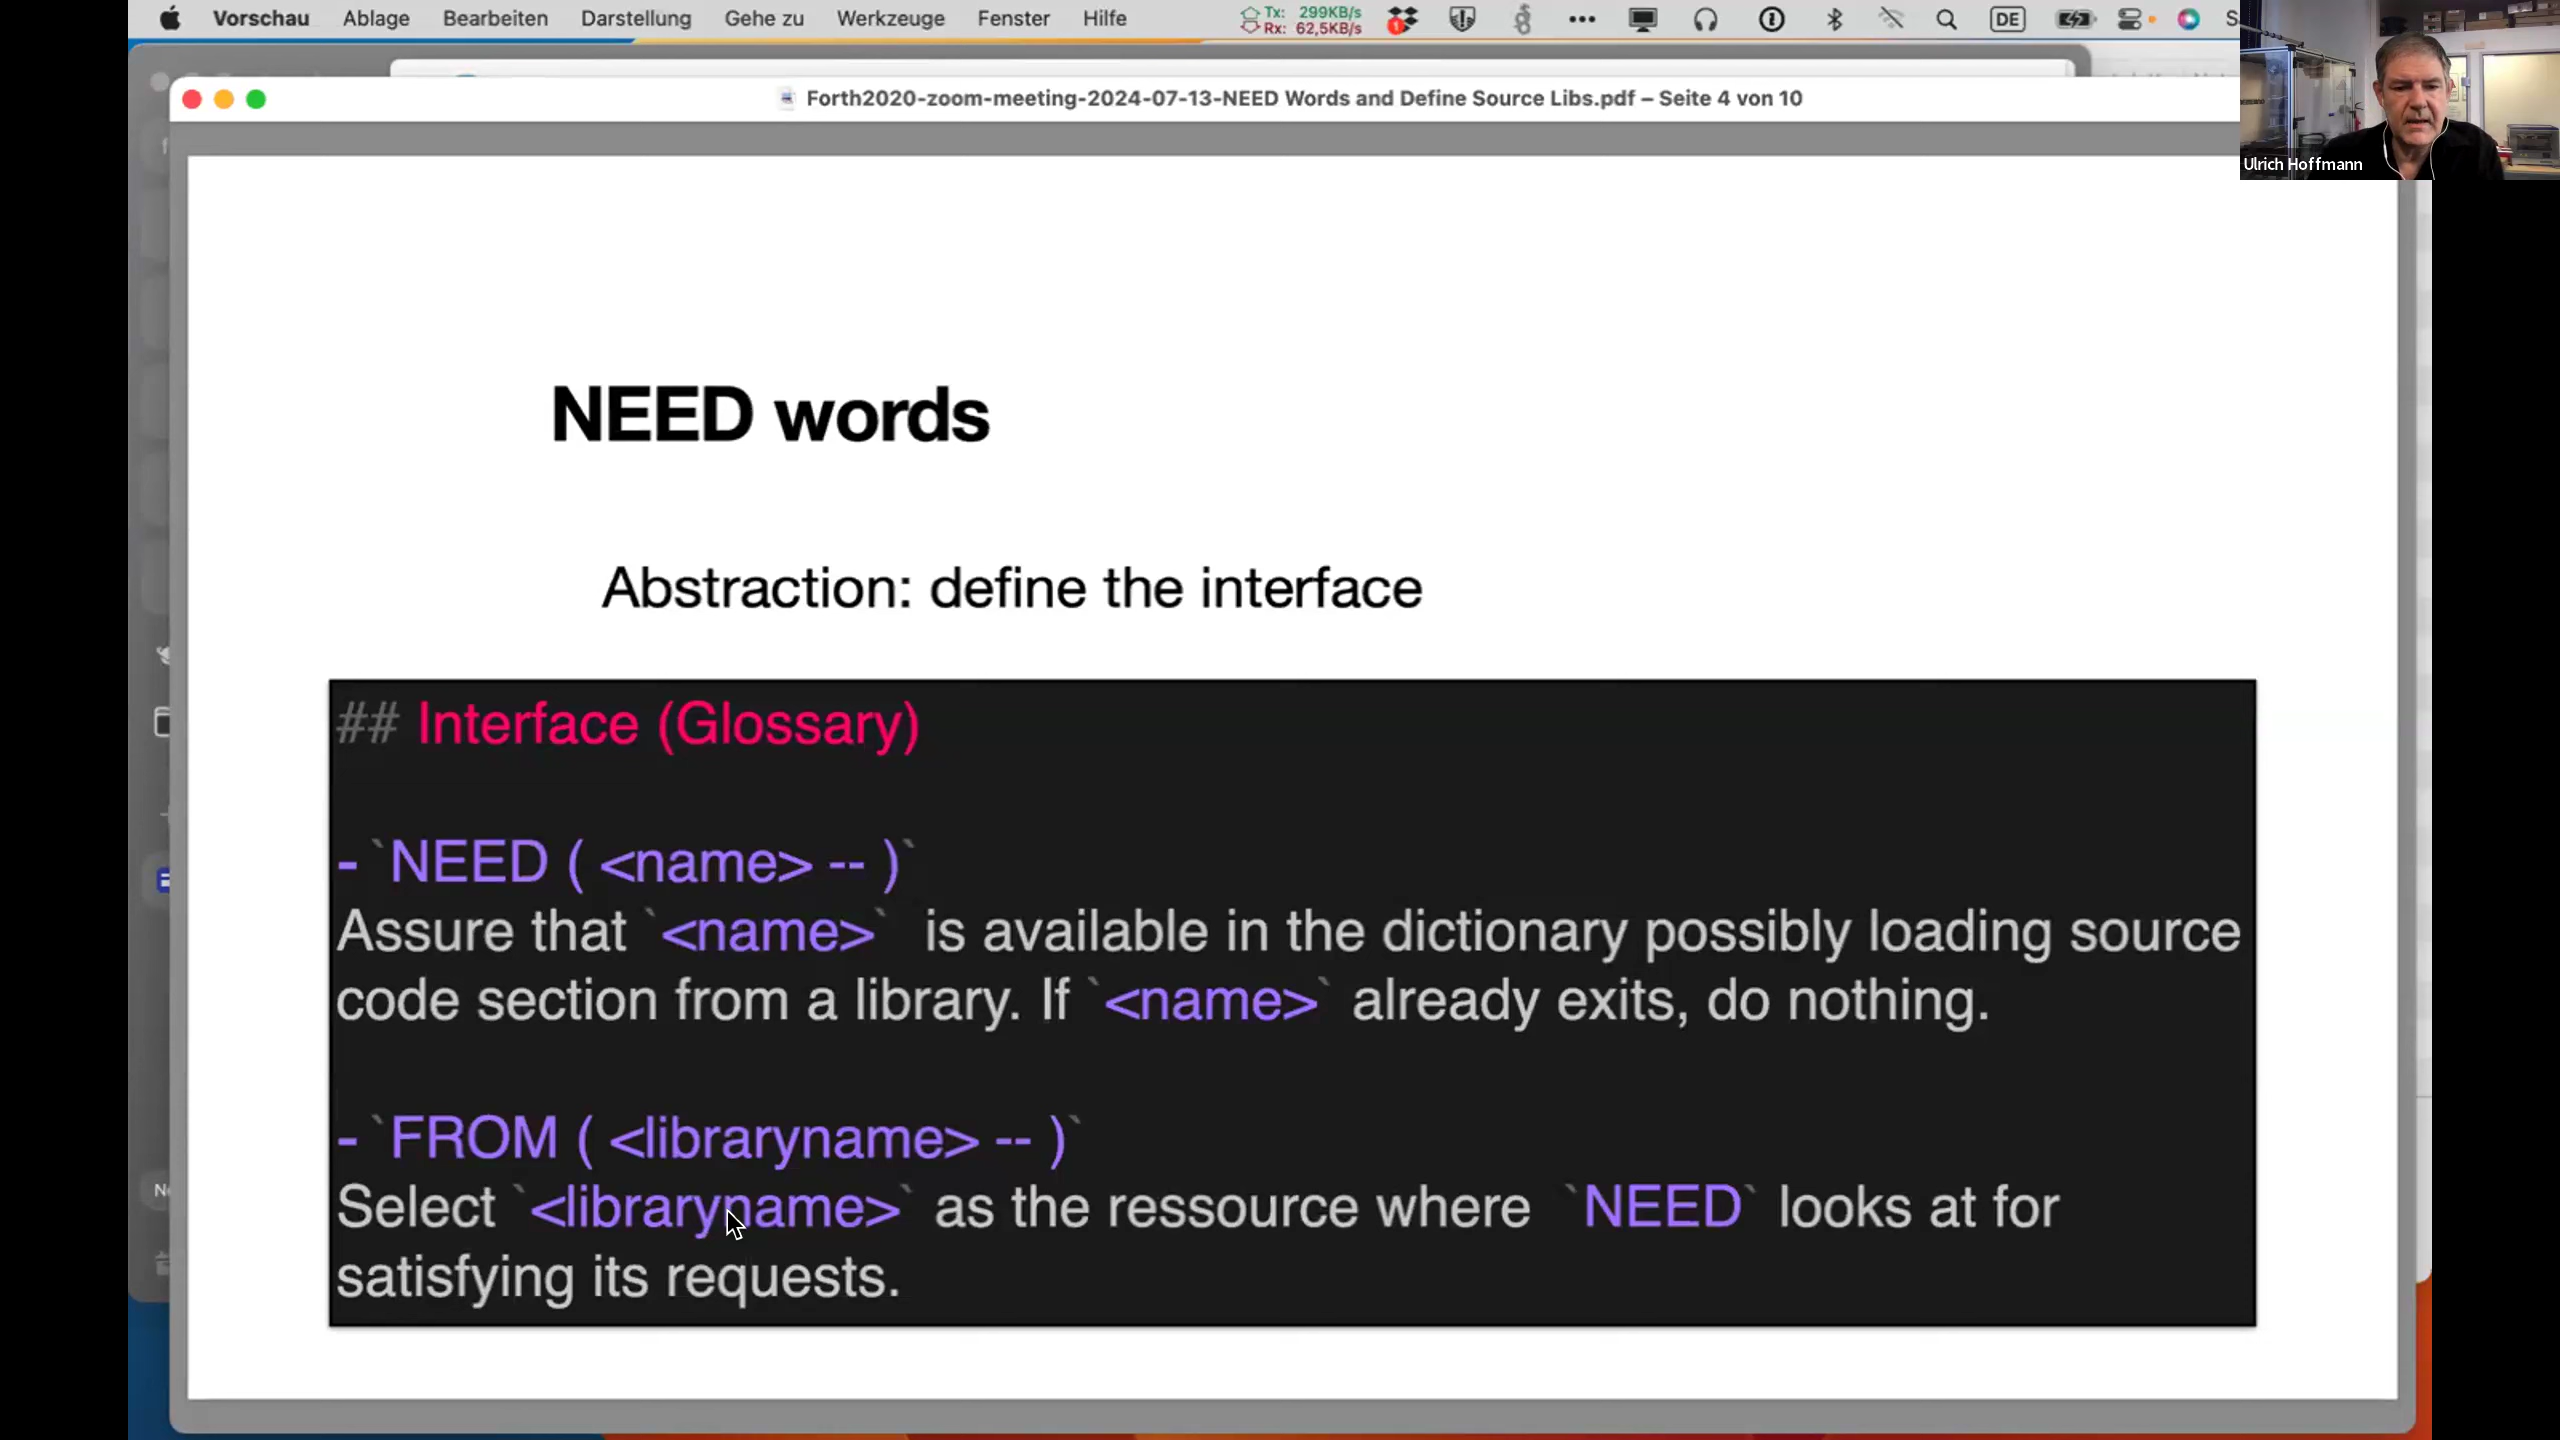 Vorschau Ablage Bearbeiten Darstellung Gehe zu Werkzeuge Fenster Hilfe Tx: 299KB/s DE
Rx: 62,5KB/s
Forth2020-zoom-meeting-2024-07-13-NEED Words and Define Source Libs.pdf – Seite 4 von 10
Ulrich Hoffmann
NEED words
Abstraction: define the interface
## Interface (Glossary)
- `NEED ( <name> -- )`
Assure that `<name>` is available in the dictionary possibly loading source
code section from a library. If `<name>` already exits, do nothing.
- `FROM ( <libraryname> -- )`
Select `<libraryname>` as the ressource where `NEED` looks at for
satisfying its requests.